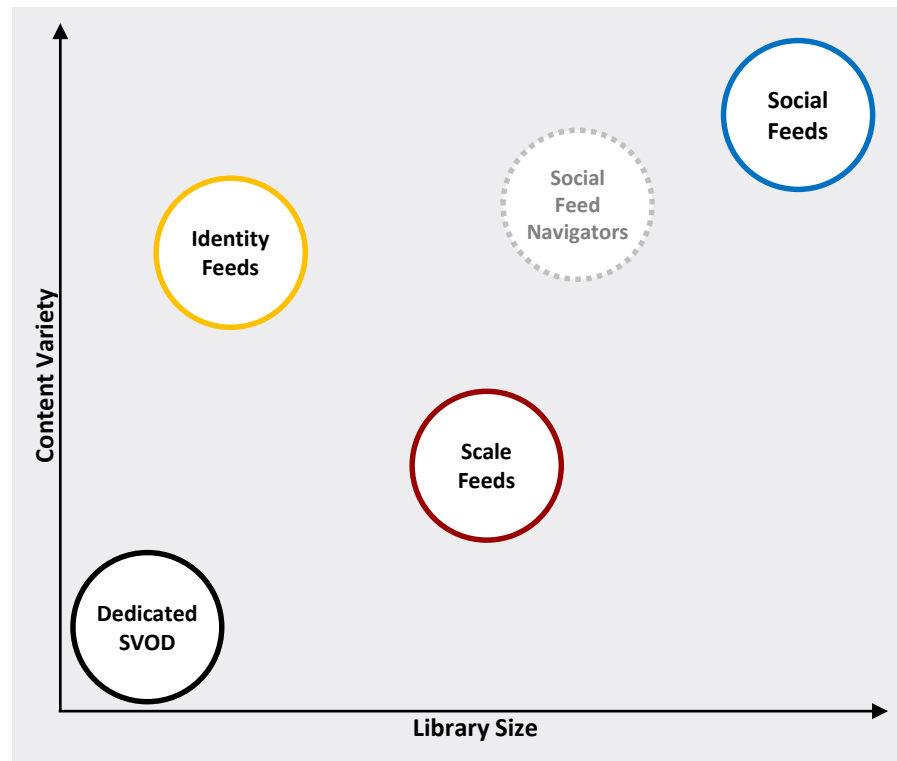 Social
Feeds
Social
Feed
Navigators
Identity
Feeds
Content Variety
Scale
Feeds
Dedicated
SVOD
Library Size